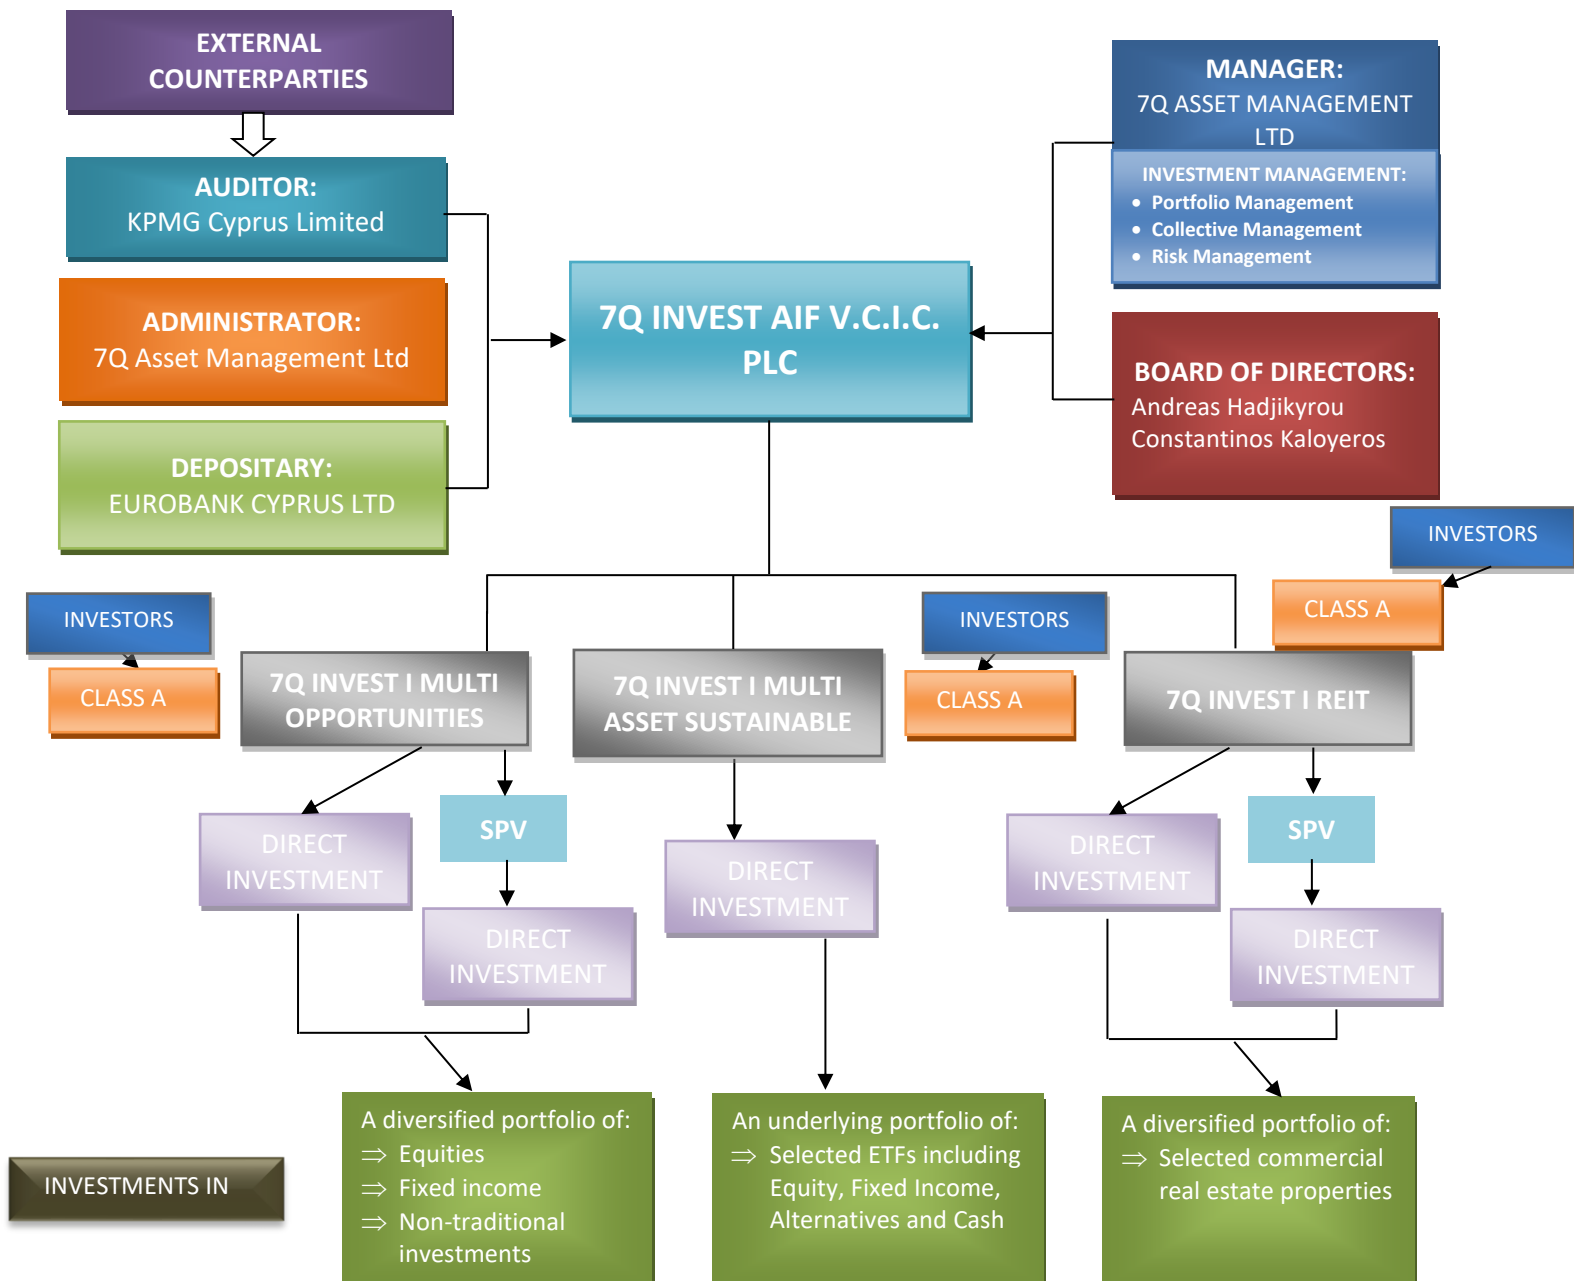 EXTERNAL
COUNTERPARTIES
AUDITOR:
KPMG Cyprus Limited
ADMINISTRATOR:
7Q Asset Management Ltd
DEPOSITARY:
EUROBANK CYPRUS LTD
7Q INVEST AIF V.C.I.C.
PLC
MANAGER:
7Q ASSET MANAGEMENT
LTD
INVESTMENT MANAGEMENT:
• Portfolio Management
• Collective Management
• Risk Management
BOARD OF DIRECTORS:
Andreas Hadjikyrou
Constantinos Kaloyeros
INVESTORS
CLASS A
7Q INVEST I MULTI
OPPORTUNITIES
7Q INVEST I MULTI
ASSET SUSTAINABLE
INVESTORS
CLASS A
INVESTORS
CLASS A
7Q INVEST I REIT
DIRECT
INVESTMENT
SPV
DIRECT
INVESTMENT
DIRECT
INVESTMENT
DIRECT
INVESTMENT
SPV
DIRECT
INVESTMENT
INVESTMENTS IN
A diversified portfolio of:
⇒ Equities
⇒ Fixed income
⇒ Non-traditional
investments
An underlying portfolio of:
⇒ Selected ETFs including
Equity, Fixed Income,
Alternatives and Cash
A diversified portfolio of:
⇒ Selected commercial
real estate properties